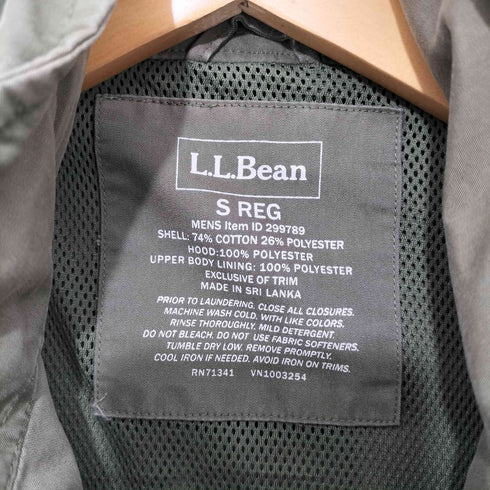 L.L.Bean
S REG
MENS Item ID 299789
SHELL: 74% COTTON 26% POLYESTER
HOOD:100% POLYESTER
UPPER BODY LINING: 100% POLYESTER
EXCLUSIVE OF TRIM
MADE IN SRI LANKA
PRIOR TO LAUNDERING. CLOSE ALL CLOSURES.
MACHINE WASH COLD. WITH LIKE COLORS.
RINSE THOROUGHLY. MILD DETERGENT.
DO NOT BLEACH. DO NOT USE FABRIC SOFTENERS.
TUMBLE DRY LOW. REMOVE PROMPTLY.
COOL IRON IF NEEDED. AVOID IRON ON TRIMS.
RN71341 VN1003254